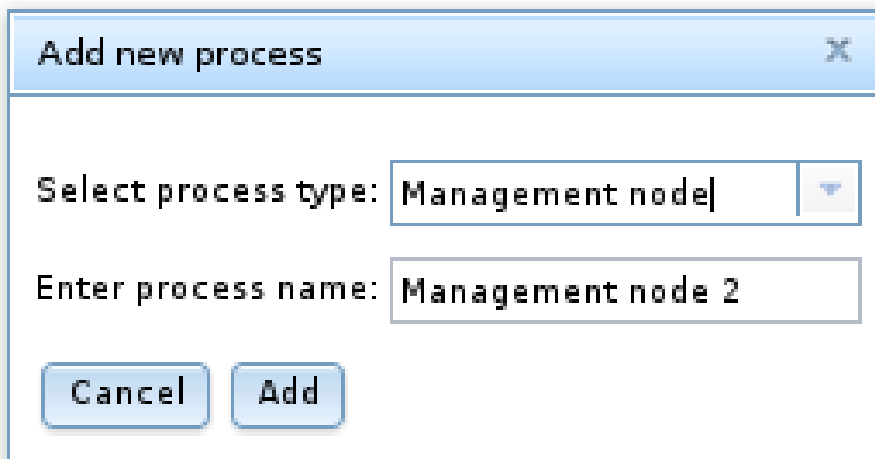 Add new process
Select process type: Management node
Enter process name: Management node 2
Cancel Add